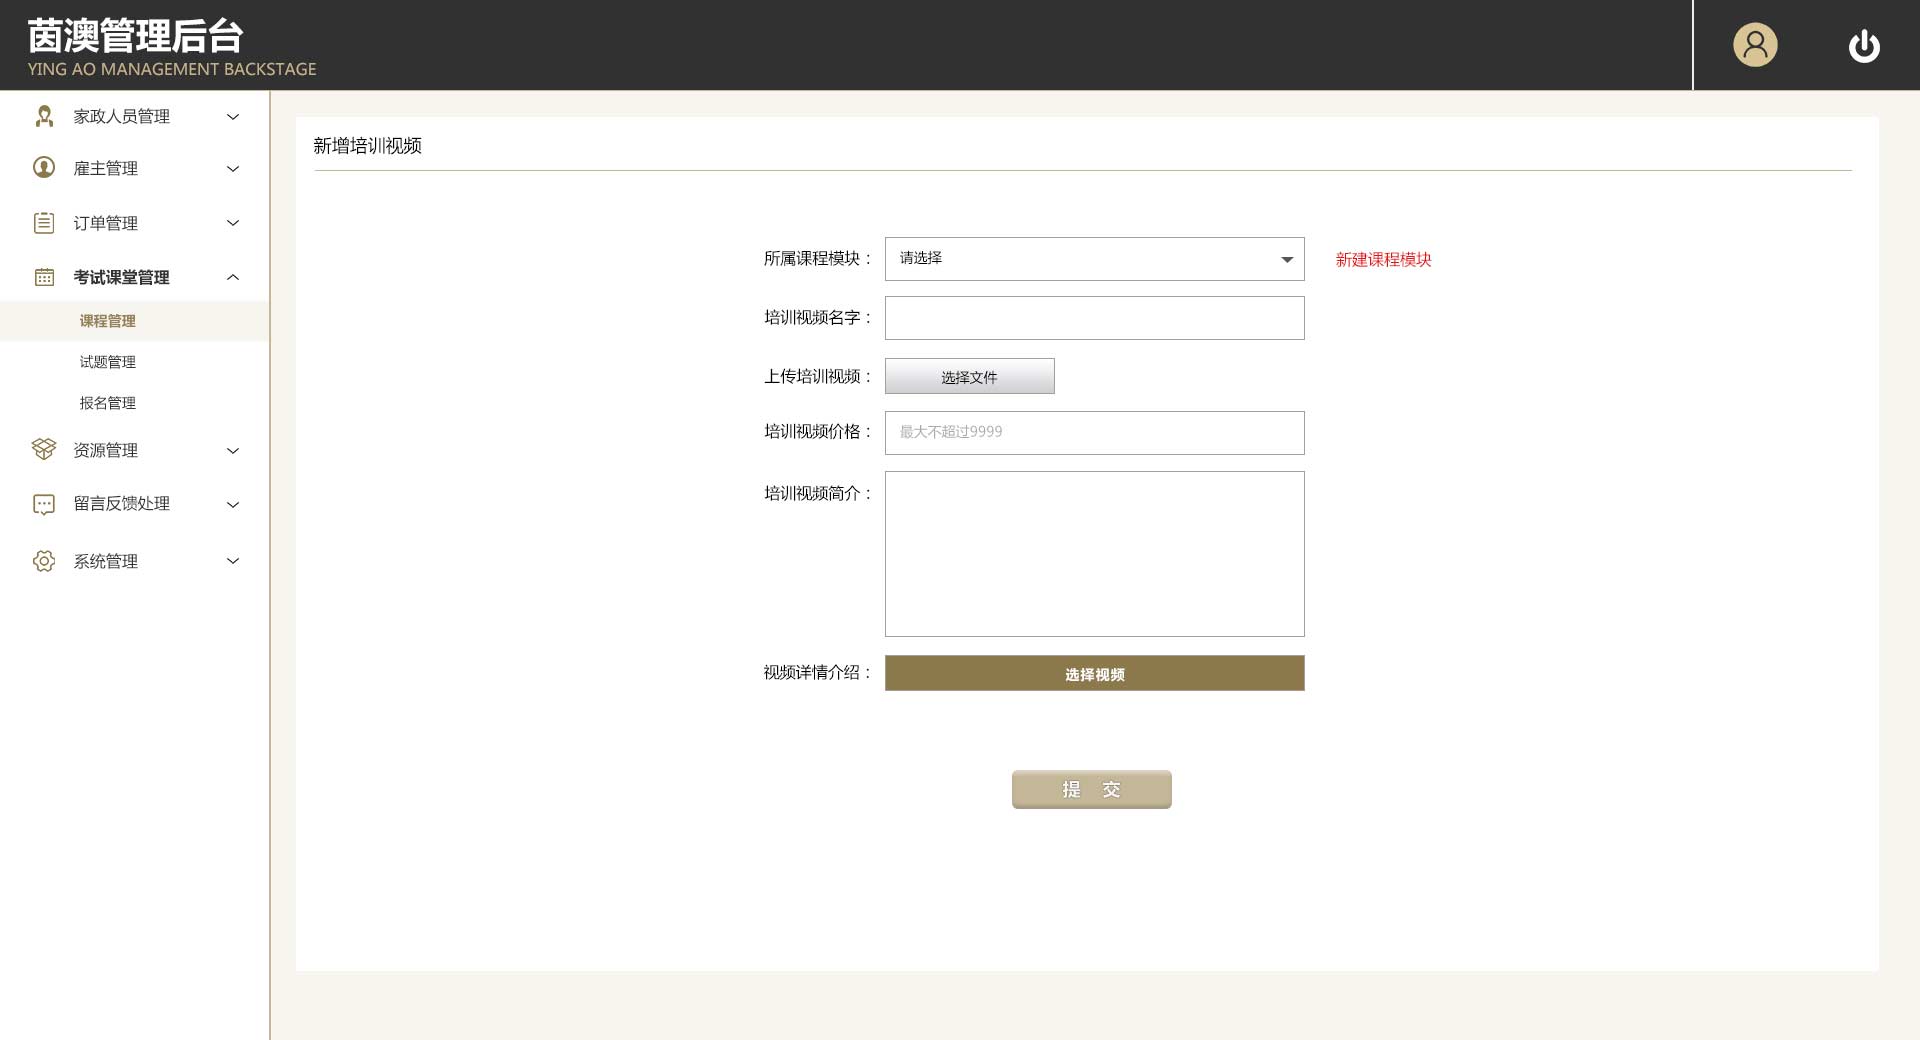 茵澳管理后台
YING AO MANAGEMENT BACKSTAGE
家政人员管理
雇主管理
订单管理
考试课堂管理
课程管理
试题管理
报名管理
资源管理
留言反馈处理
系统管理
新增培训视频
所属课程模块： 请选择 新建课程模块
培训视频名字：
上传培训视频： 选择文件
培训视频价格： 最大不超过9999
培训视频简介：
视频详情介绍： 选择视频
提 交